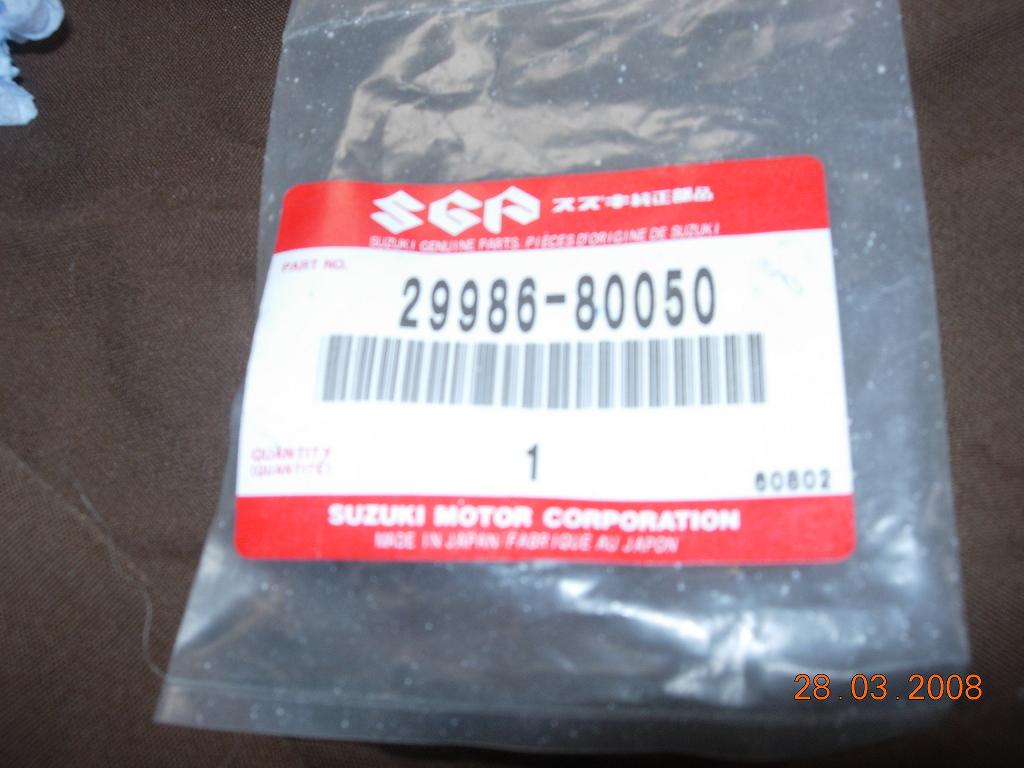 SGP スズキ純正部品
SUZUKI GENUINE PARTS. PIÈCES D'ORIGINE DE SUZUKI
PART NO.
29986-80050
QUANTITY
(QUANTITÉ)
1
60802
SUZUKI MOTOR CORPORATION
MADE IN JAPAN FABRIQUE AU JAPON
28.03.2008